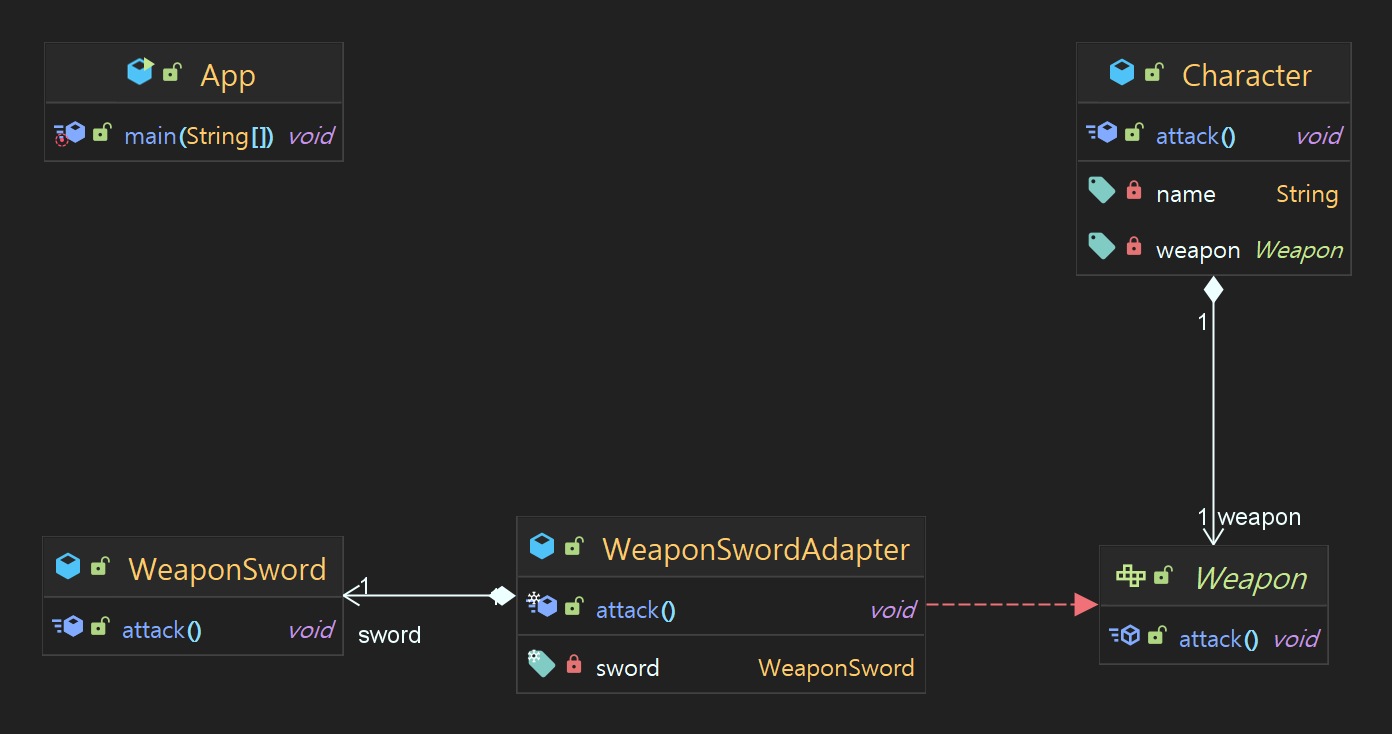 App
main(String[]) void
Character
attack() void
name String
weapon Weapon
1
1 weapon
WeaponSword
attack() void
1
sword
WeaponSwordAdapter
attack() void
sword WeaponSword
Weapon
attack() void